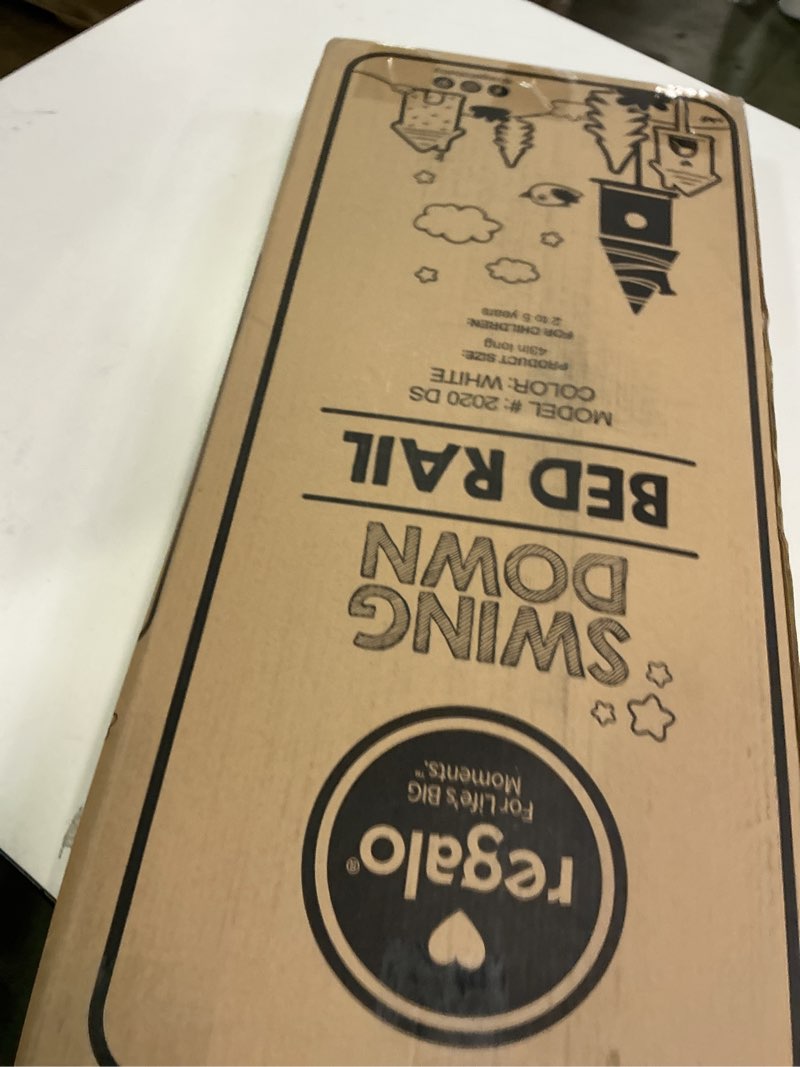 regalo®
For Life's BIG
Moments.™
SWING
DOWN
BED RAIL
MODEL #: 2020 DS
COLOR: WHITE
PRODUCT SIZE:
43in long
FOR CHILDREN:
2 to 5 years